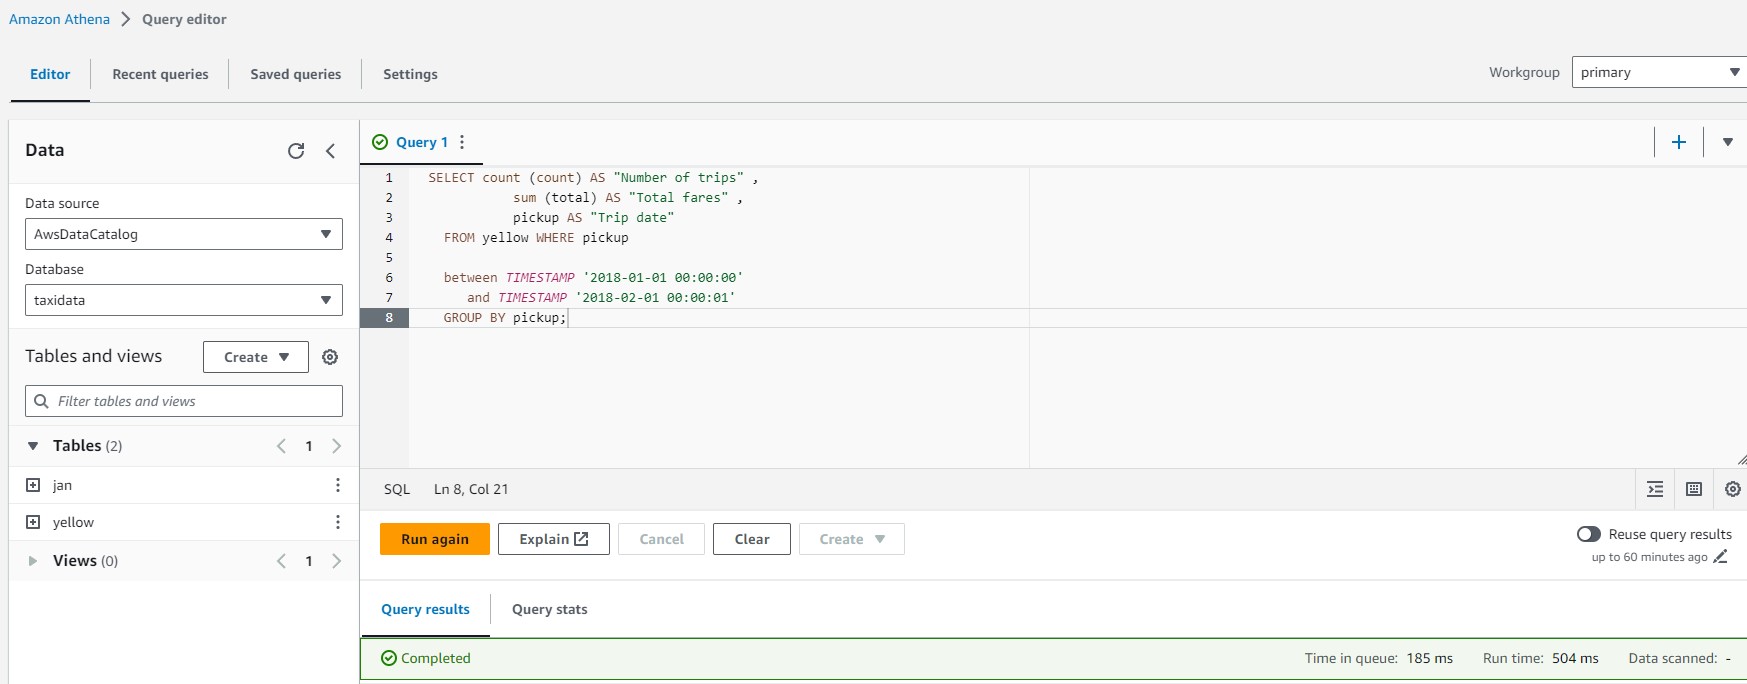 Amazon Athena > Query editor
Editor Recent queries Saved queries Settings
Workgroup primary
Data
Data source
AwsDataCatalog
Database
taxidata
Tables and views Create
Filter tables and views
Tables (2) < 1 >
jan
yellow
Views (0) < 1 >
Query 1
1 SELECT count (count) AS "Number of trips" ,
2 sum (total) AS "Total fares" ,
3 pickup AS "Trip date"
4 FROM yellow WHERE pickup
5
6 between TIMESTAMP '2018-01-01 00:00:00'
7 and TIMESTAMP '2018-02-01 00:00:01'
8 GROUP BY pickup;
SQL Ln 8, Col 21
Run again Explain Cancel Clear Create
Reuse query results
up to 60 minutes ago
Query results Query stats
Completed Time in queue: 185 ms Run time: 504 ms Data scanned: -